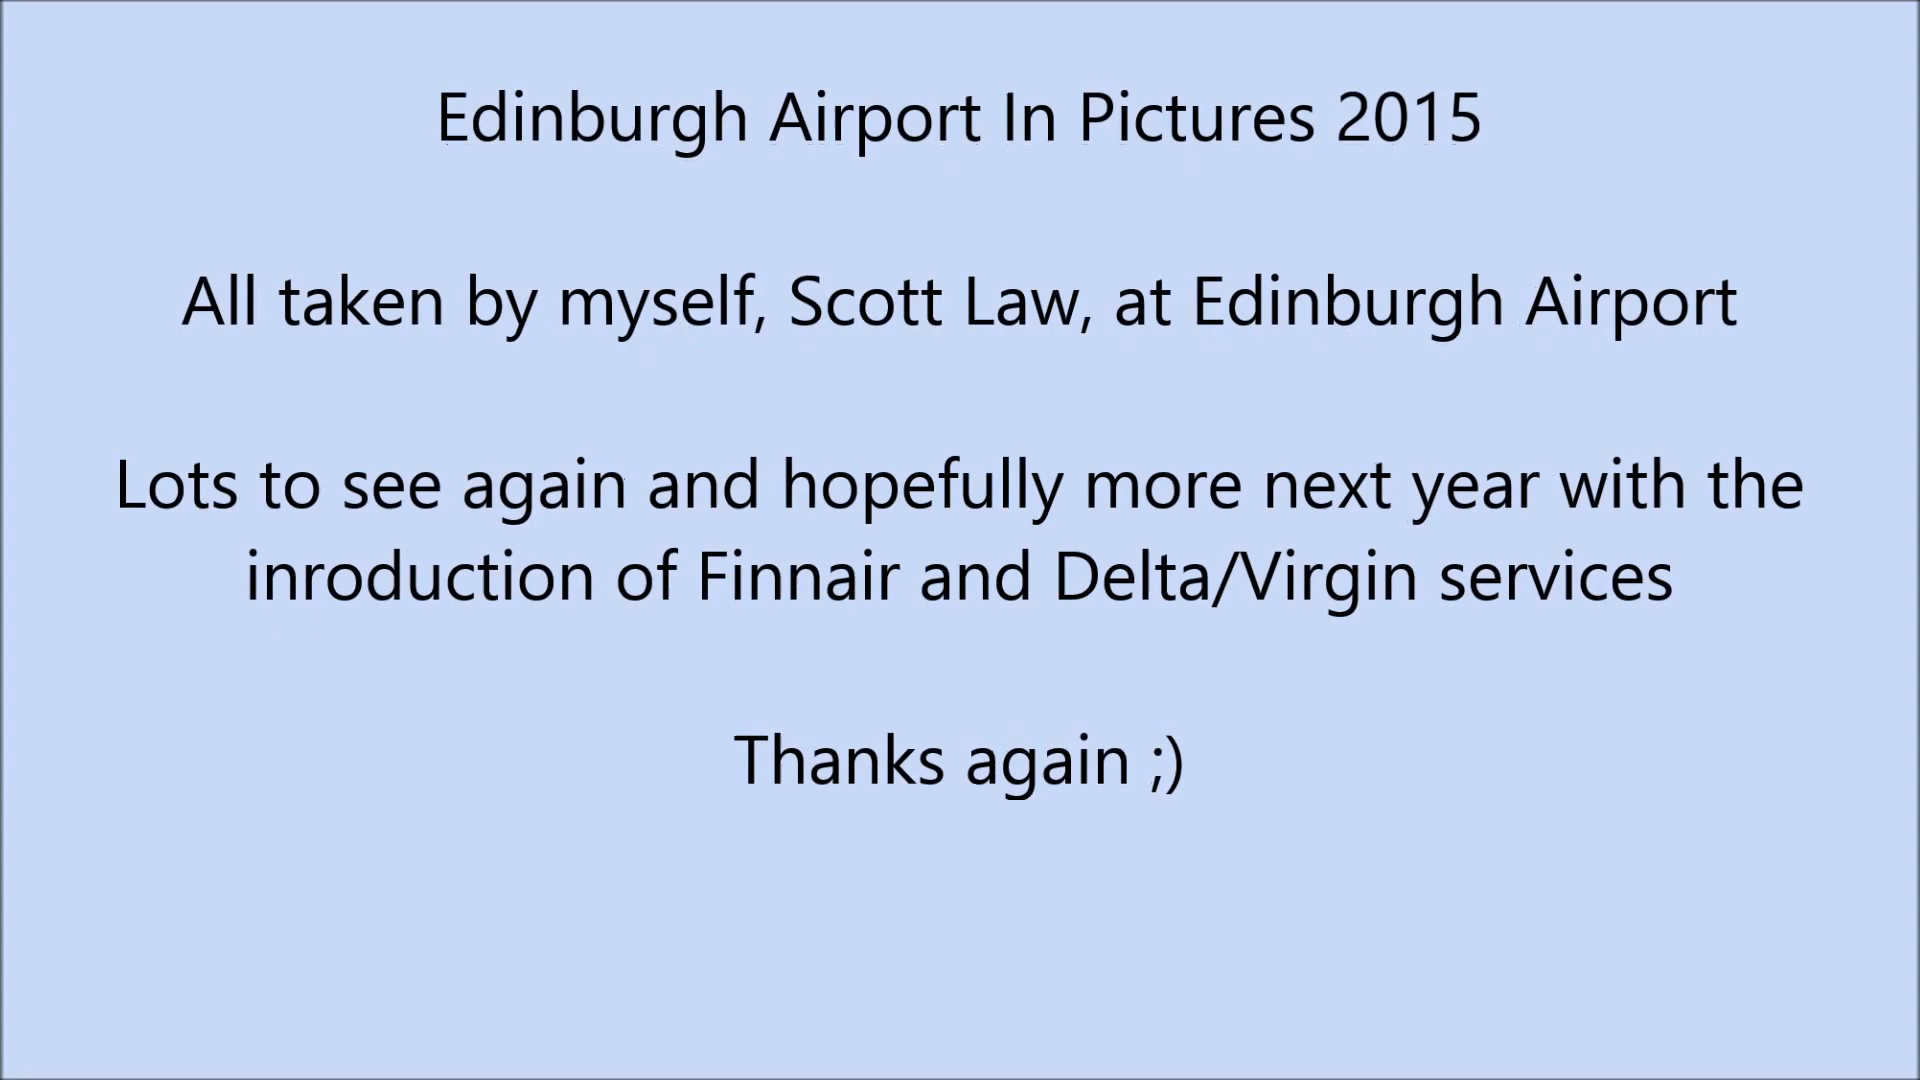 Edinburgh Airport In Pictures 2015
All taken by myself, Scott Law, at Edinburgh Airport
Lots to see again and hopefully more next year with the
inroduction of Finnair and Delta/Virgin services
Thanks again ;)